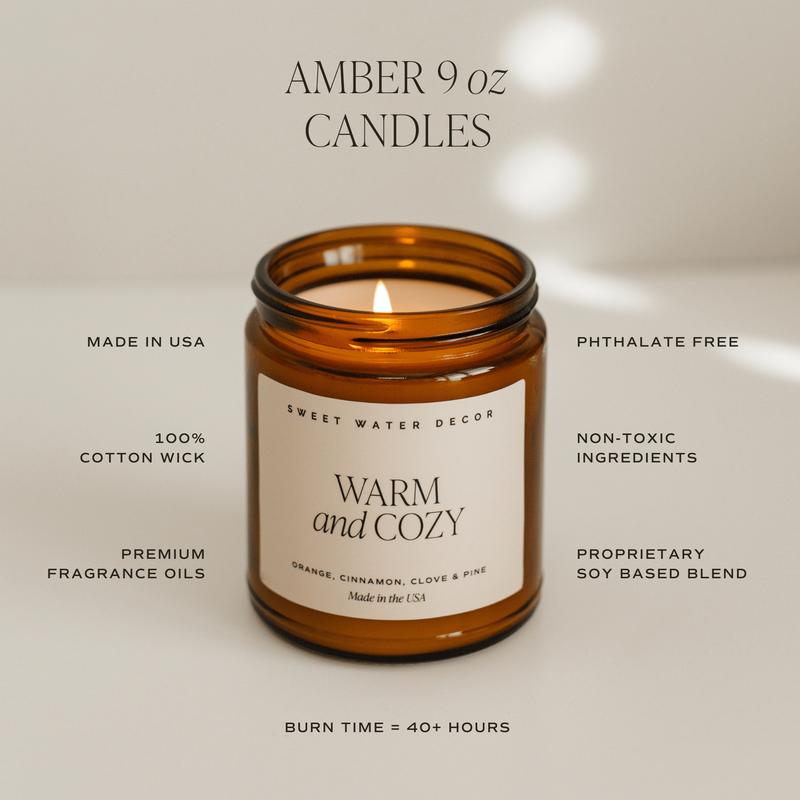 AMBER 9 oz
CANDLES
MADE IN USA
100%
COTTON WICK
PREMIUM
FRAGRANCE OILS
SWEET WATER DECOR
WARM
and COZY
ORANGE, CINNAMON, CLOVE & PINE
Made in the USA
PHTHALATE FREE
NON-TOXIC
INGREDIENTS
PROPRIETARY
SOY BASED BLEND
BURN TIME = 40+ HOURS